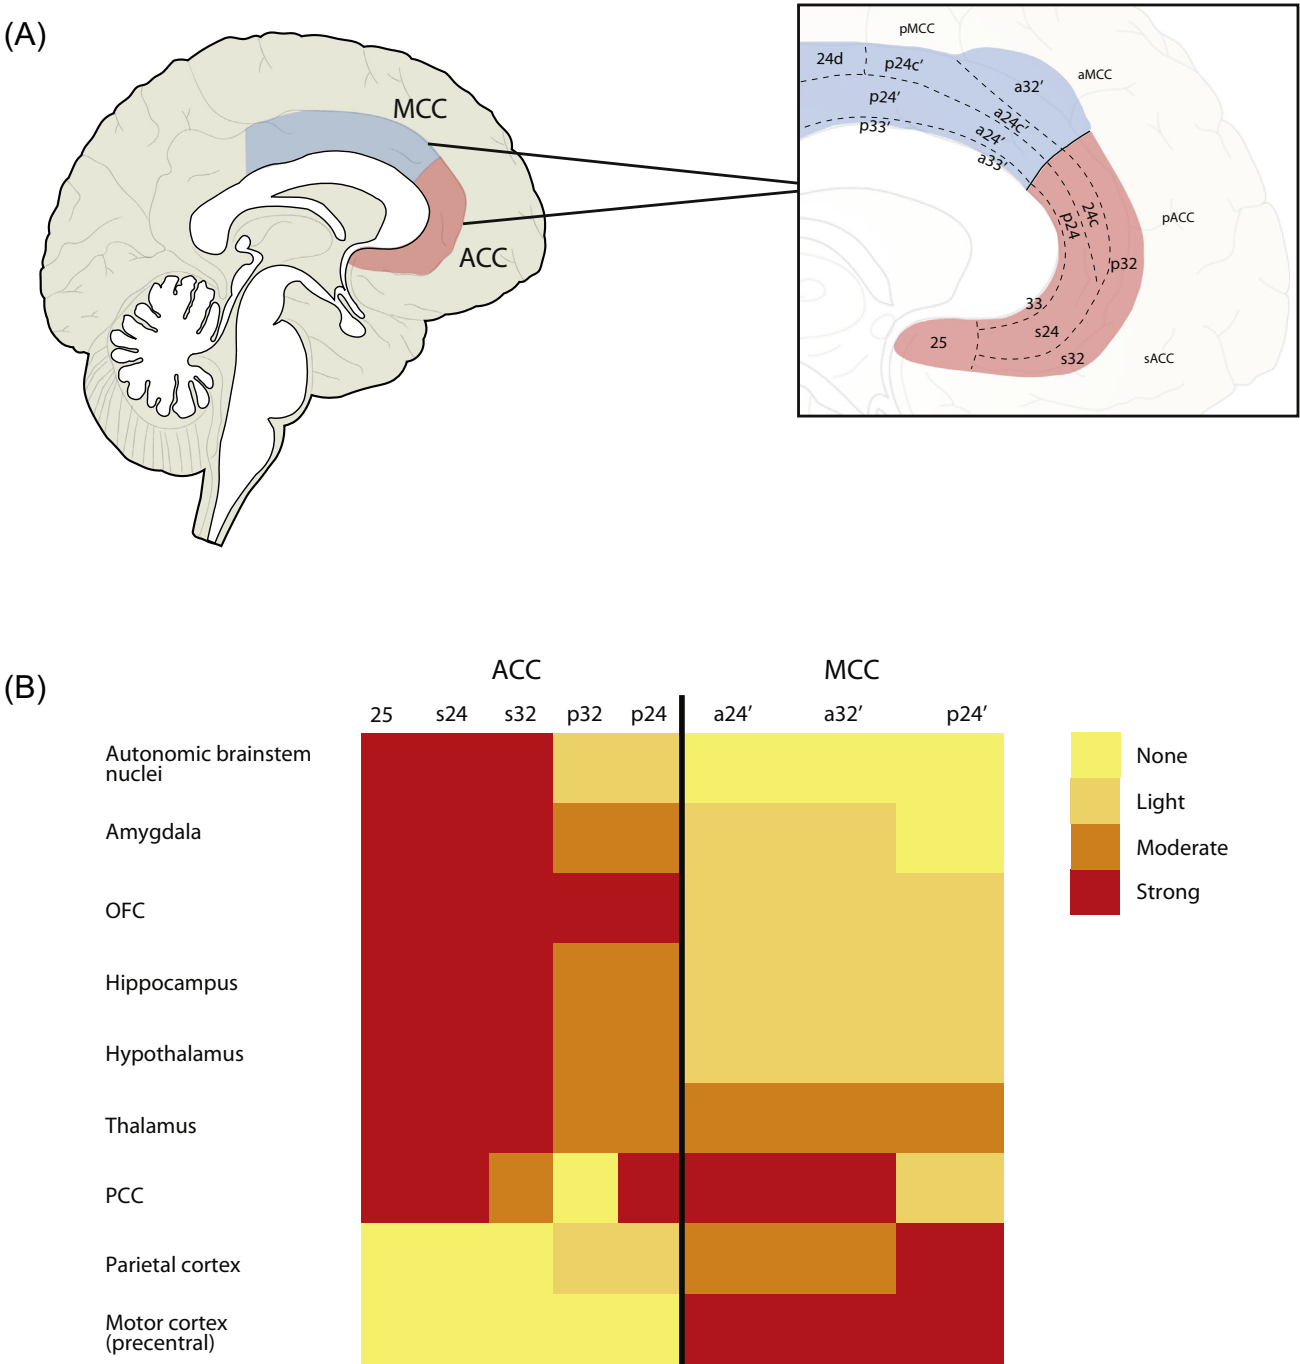 (A)
MCC
ACC
pMCC
24d
p24c′
a32′
aMCC
p24′
a24c′
p33′
a24′
a33′
24c
p24
pACC
p32
33
s24
25
s32
sACC
(B)
ACC
MCC
25 s24 s32 p32 p24 a24′ a32′ p24′
Autonomic brainstem
nuclei
None
Light
Amygdala
Moderate
Strong
OFC
Hippocampus
Hypothalamus
Thalamus
PCC
Parietal cortex
Motor cortex
(precentral)